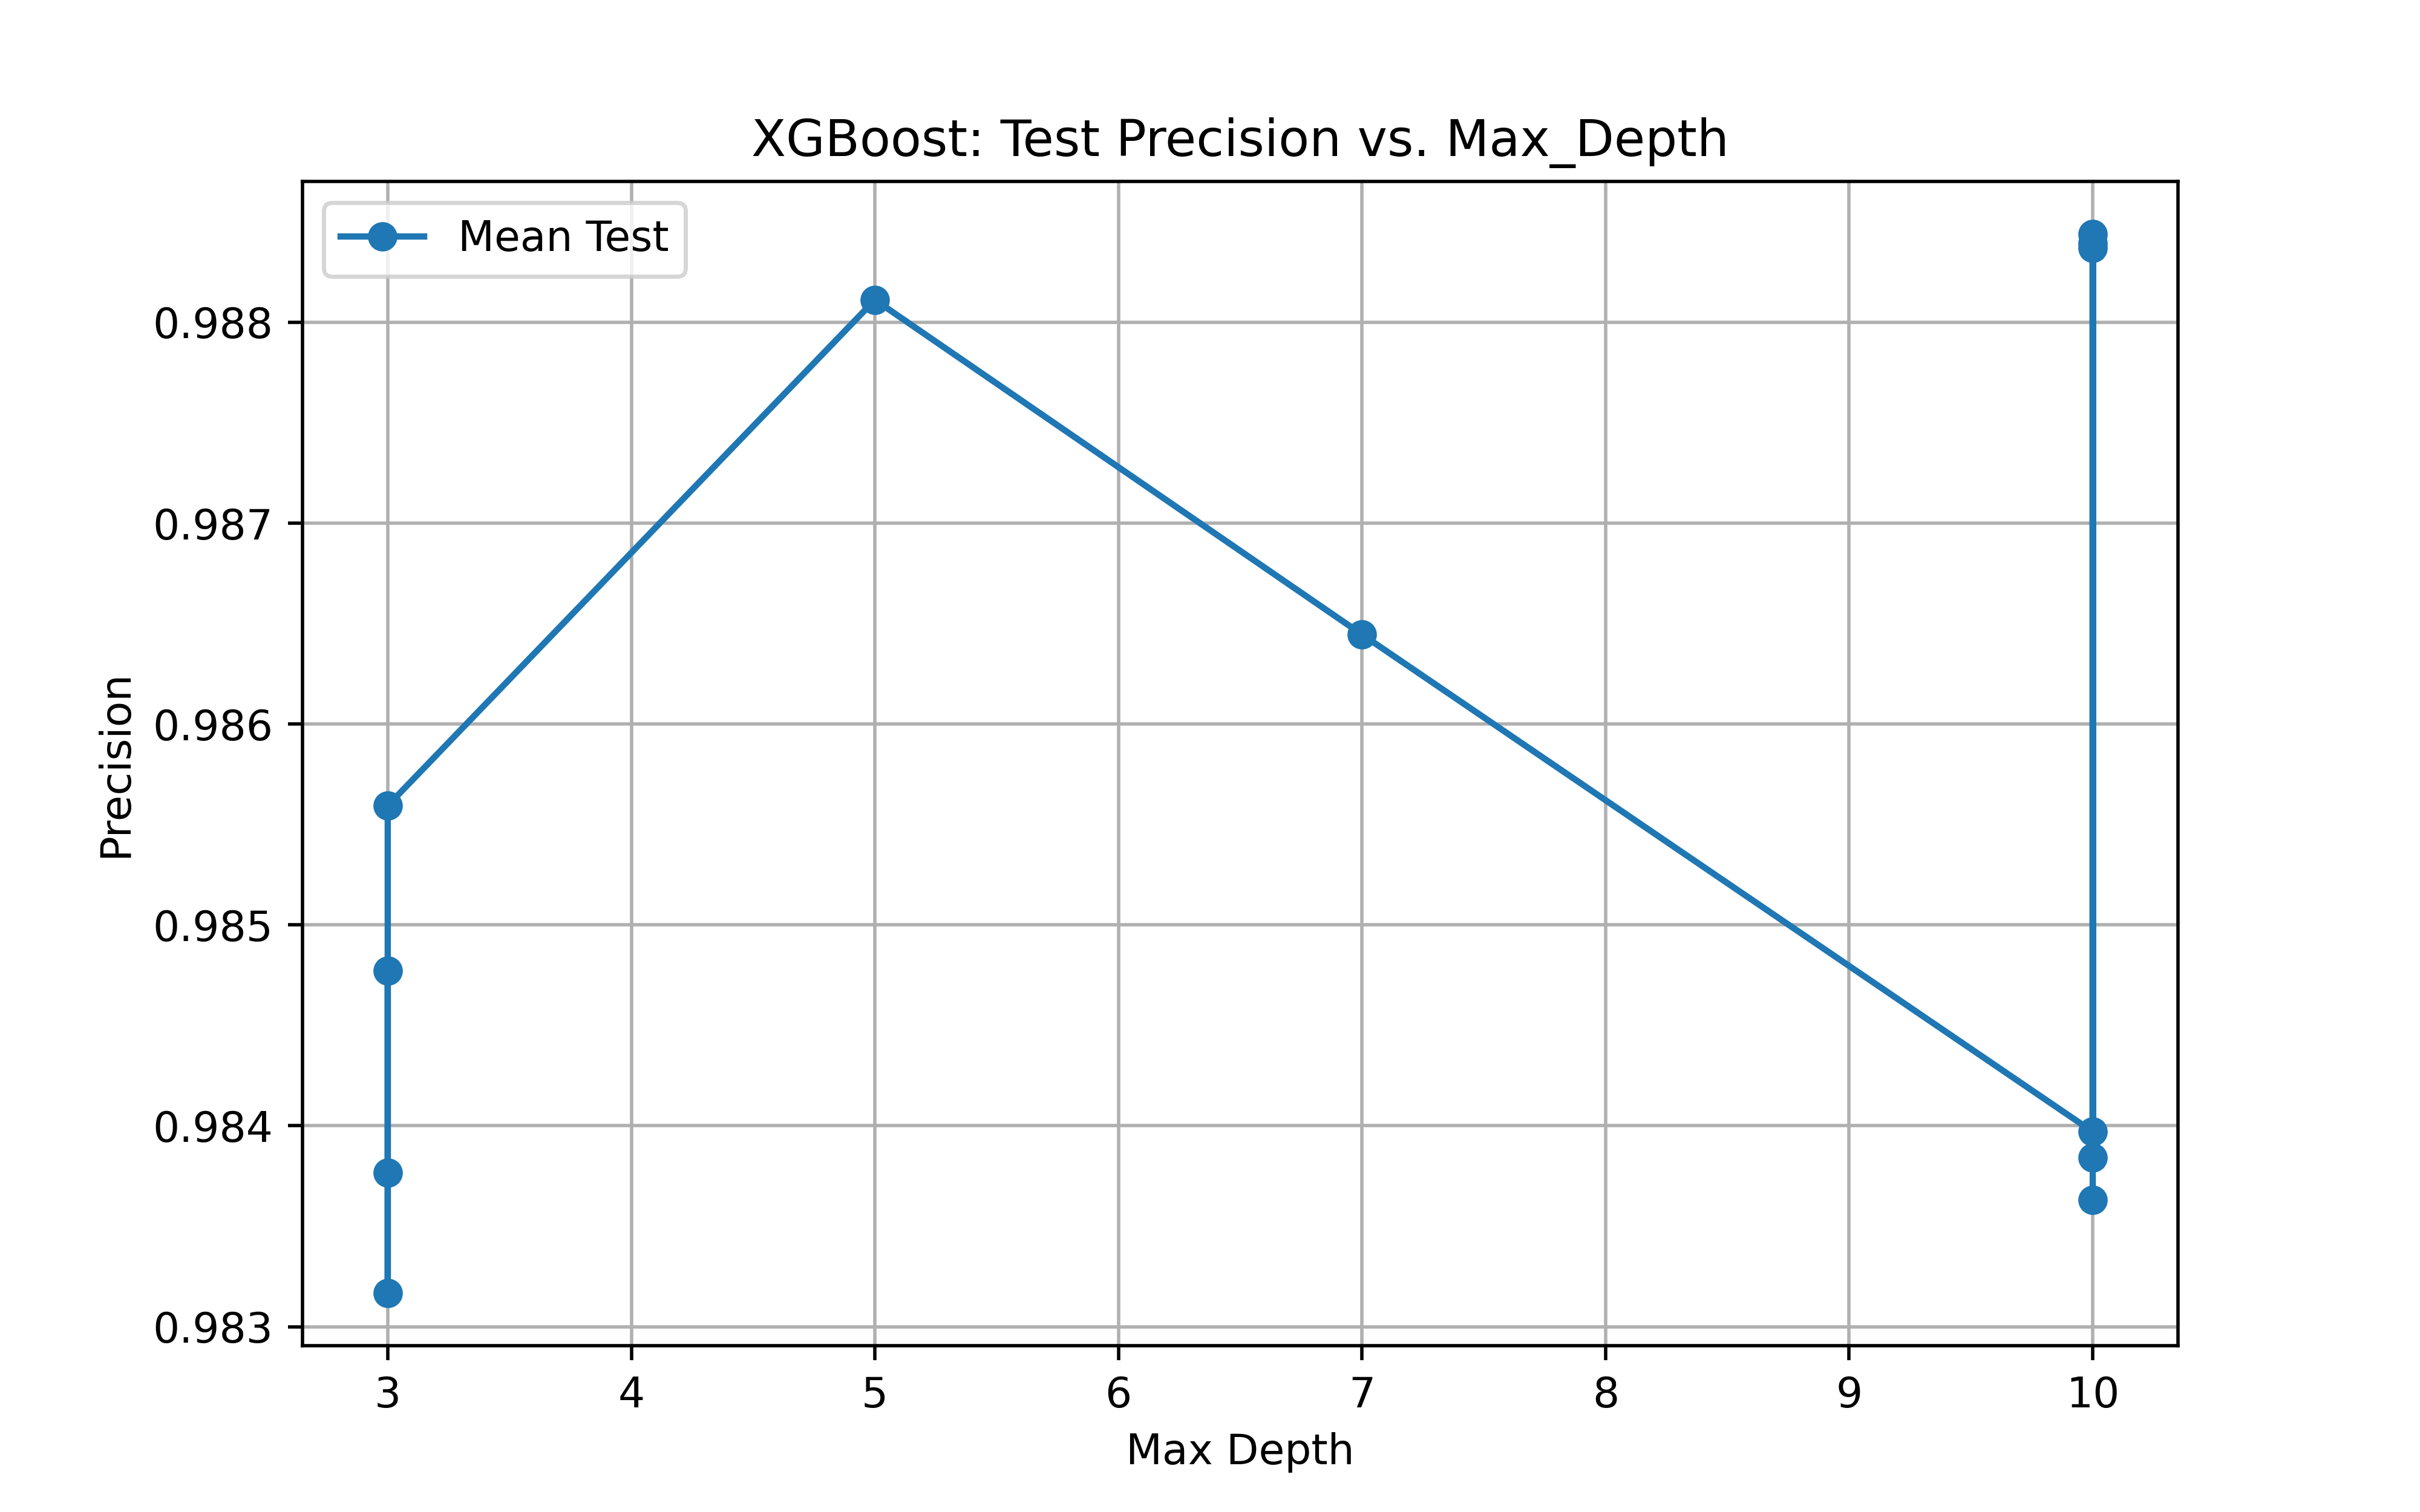 XGBoost: Test Precision vs. Max_Depth
Mean Test
Precision
0.988
0.987
0.986
0.985
0.984
0.983
3 4 5 6 7 8 9 10
Max Depth